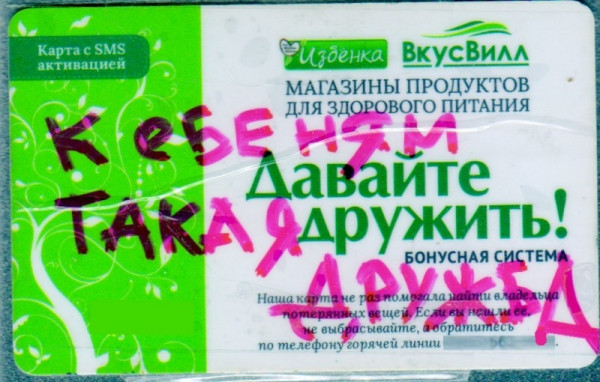 Карта с SMS
активацией
Избёнка ВкусВилл
МАГАЗИНЫ ПРОДУКТОВ
ДЛЯ ЗДОРОВОГО ПИТАНИЯ
К еБЕНЯМ
Давайте
ТАКАЯ
дружить!
БОНУСНАЯ СИСТЕМА
ДРУЖБА
Наша карта не раз помогала найти владельца
потерянных вещей. Если вы нашли её,
не выбрасывайте, а обратитесь
по телефону горячей линии